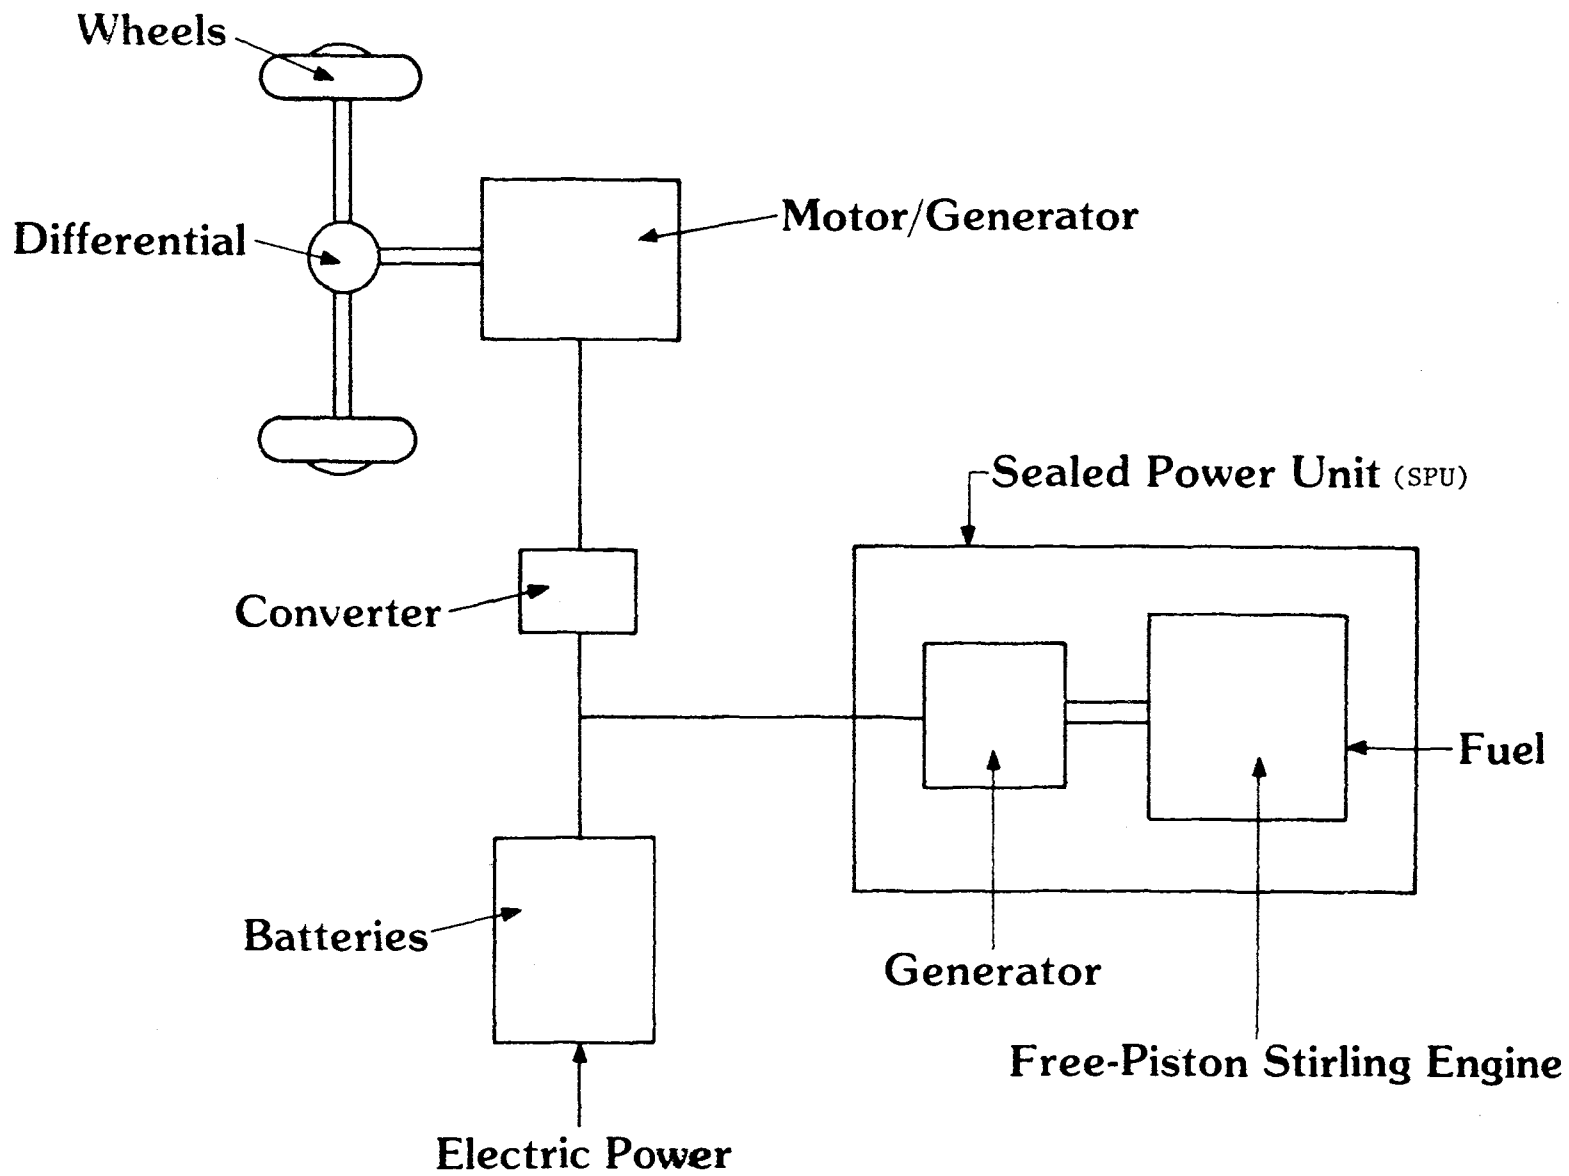 Wheels
Differential
Motor/Generator
Sealed Power Unit (SPU)
Converter
Fuel
Batteries
Generator
Free-Piston Stirling Engine
Electric Power